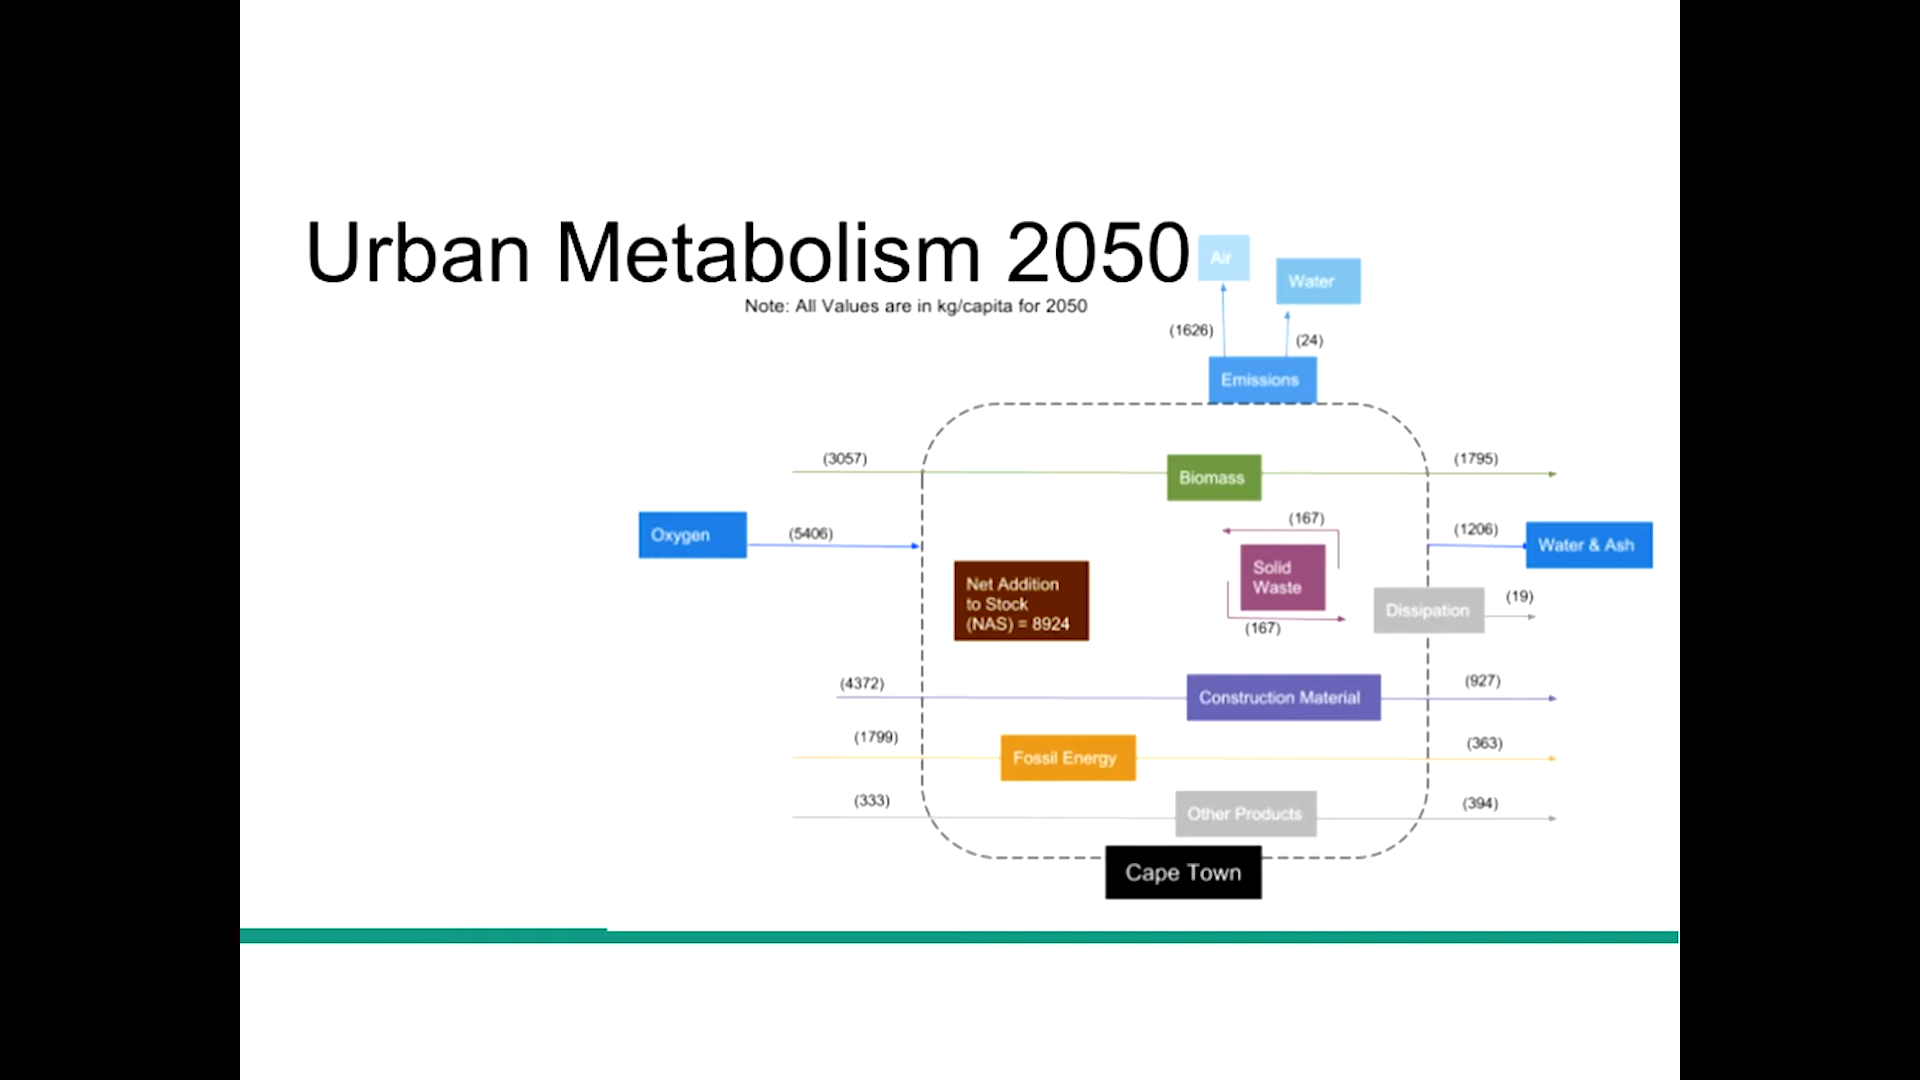 Urban Metabolism 2050
Note: All Values are in kg/capita for 2050
Air
Water
(1626)
(24)
Emissions
(3057)
Biomass
(1795)
Oxygen
(5406)
(167)
(1206)
Water & Ash
Solid
Waste
Net Addition
to Stock
(NAS) = 8924
(167)
Dissipation
(19)
(4372)
Construction Material
(927)
(1799)
Fossil Energy
(363)
(333)
Other Products
(394)
Cape Town